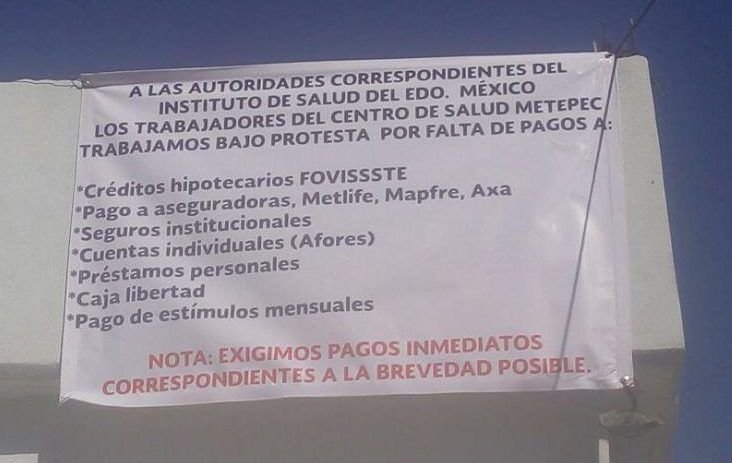 A LAS AUTORIDADES CORRESPONDIENTES DEL
INSTITUTO DE SALUD DEL EDO. MÉXICO
LOS TRABAJADORES DEL CENTRO DE SALUD METEPEC
TRABAJAMOS BAJO PROTESTA POR FALTA DE PAGOS A:
*Créditos hipotecarios FOVISSSTE
*Pago a aseguradoras, Metlife, Mapfre, Axa
*Seguros institucionales
*Cuentas individuales (Afores)
*Préstamos personales
*Caja libertad
*Pago de estímulos mensuales
NOTA: EXIGIMOS PAGOS INMEDIATOS
CORRESPONDIENTES A LA BREVEDAD POSIBLE.